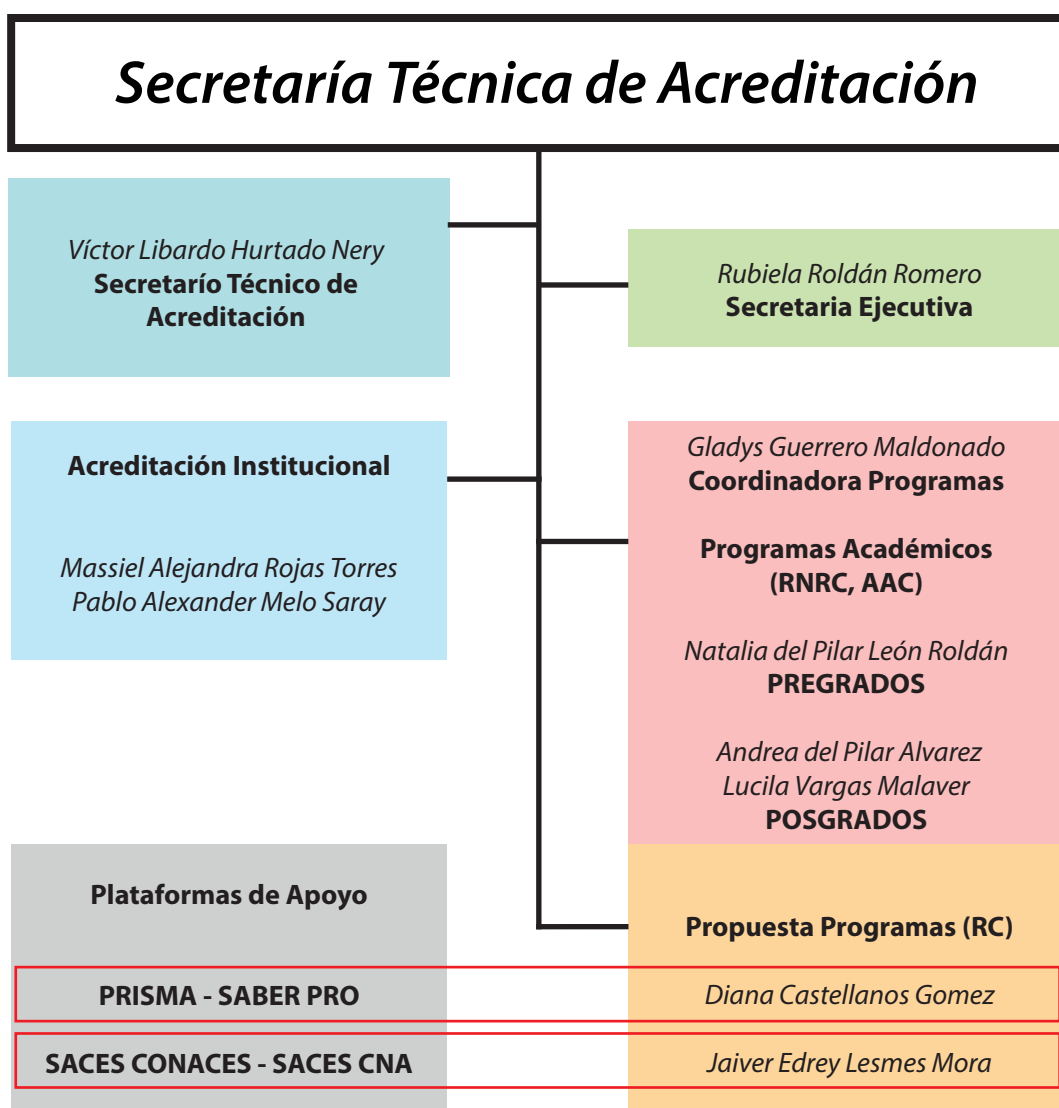 Secretaría Técnica de Acreditación
Víctor Libardo Hurtado Nery
Secretarío Técnico de
Acreditación
Rubiela Roldán Romero
Secretaria Ejecutiva
Acreditación Institucional
Massiel Alejandra Rojas Torres
Pablo Alexander Melo Saray
Gladys Guerrero Maldonado
Coordinadora Programas
Programas Académicos
(RNRC, AAC)
Natalia del Pilar León Roldán
PREGRADOS
Andrea del Pilar Alvarez
Lucila Vargas Malaver
POSGRADOS
Plataformas de Apoyo
Propuesta Programas (RC)
PRISMA - SABER PRO
Diana Castellanos Gomez
SACES CONACES - SACES CNA
Jaiver Edrey Lesmes Mora